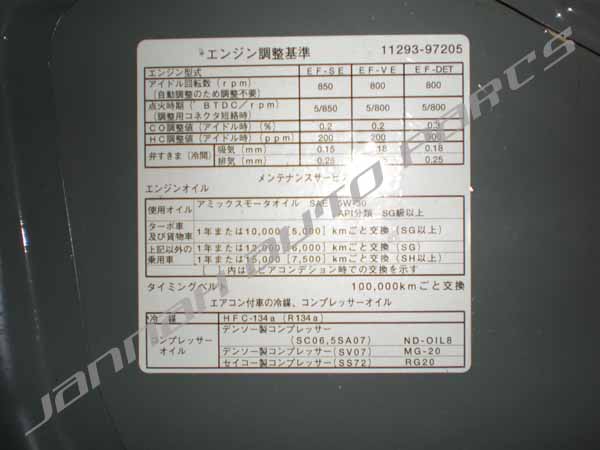 エンジン調整基準 11293-97205
エンジン型式 EF-SE EF-VE EF-DET
アイドル回転数(rpm)
(自動調整のため調整不要) 850 800 800
点火時期(°BTDC/rpm)
(調整用コネクタ短絡時) 5/850 5/800 5/800
CO調整値(アイドル時)(%) 0.2 0.2 0.3
HC調整値(アイドル時)(ppm) 200 200
弁すきま(冷間) 吸気(mm) 0.15 18 0.18
排気(mm) 0.25
メンテナンスサービス
エンジンオイル
使用オイル アミックスモータオイル SAE 5W-30
API分類 SG級以上
ターボ車
及び貨物車 1年または10,000[5,000]kmごと交換(SG以上)
上記以外の
乗用車 1年または12,000[6,000]kmごと交換(SG)
1年または15,000[7,500]kmごと交換(SH以上)
[ ]内はシビアコンデション時での交換を示す
タイミングベルト 100,000kmごと交換
エアコン付車の冷媒、コンプレッサーオイル
冷媒 HFC-134a(R134a)
コンプレッサー
オイル デンソー製コンプレッサー
(SC06,5SA07) ND-OIL8
デンソー製コンプレッサー(SV07) MG-20
セイコー製コンプレッサー(SS72) RG20
JANNAH AUTO PARTS